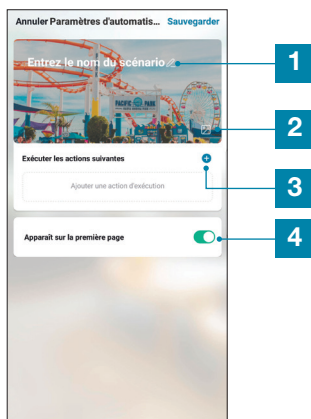 Annuler Paramètres d'automatis... Sauvegarder
Entrez le nom du scénario
1
PACIFIC PARK
2
Exécuter les actions suivantes
3
Ajouter une action d'exécution
Apparaît sur la première page
4